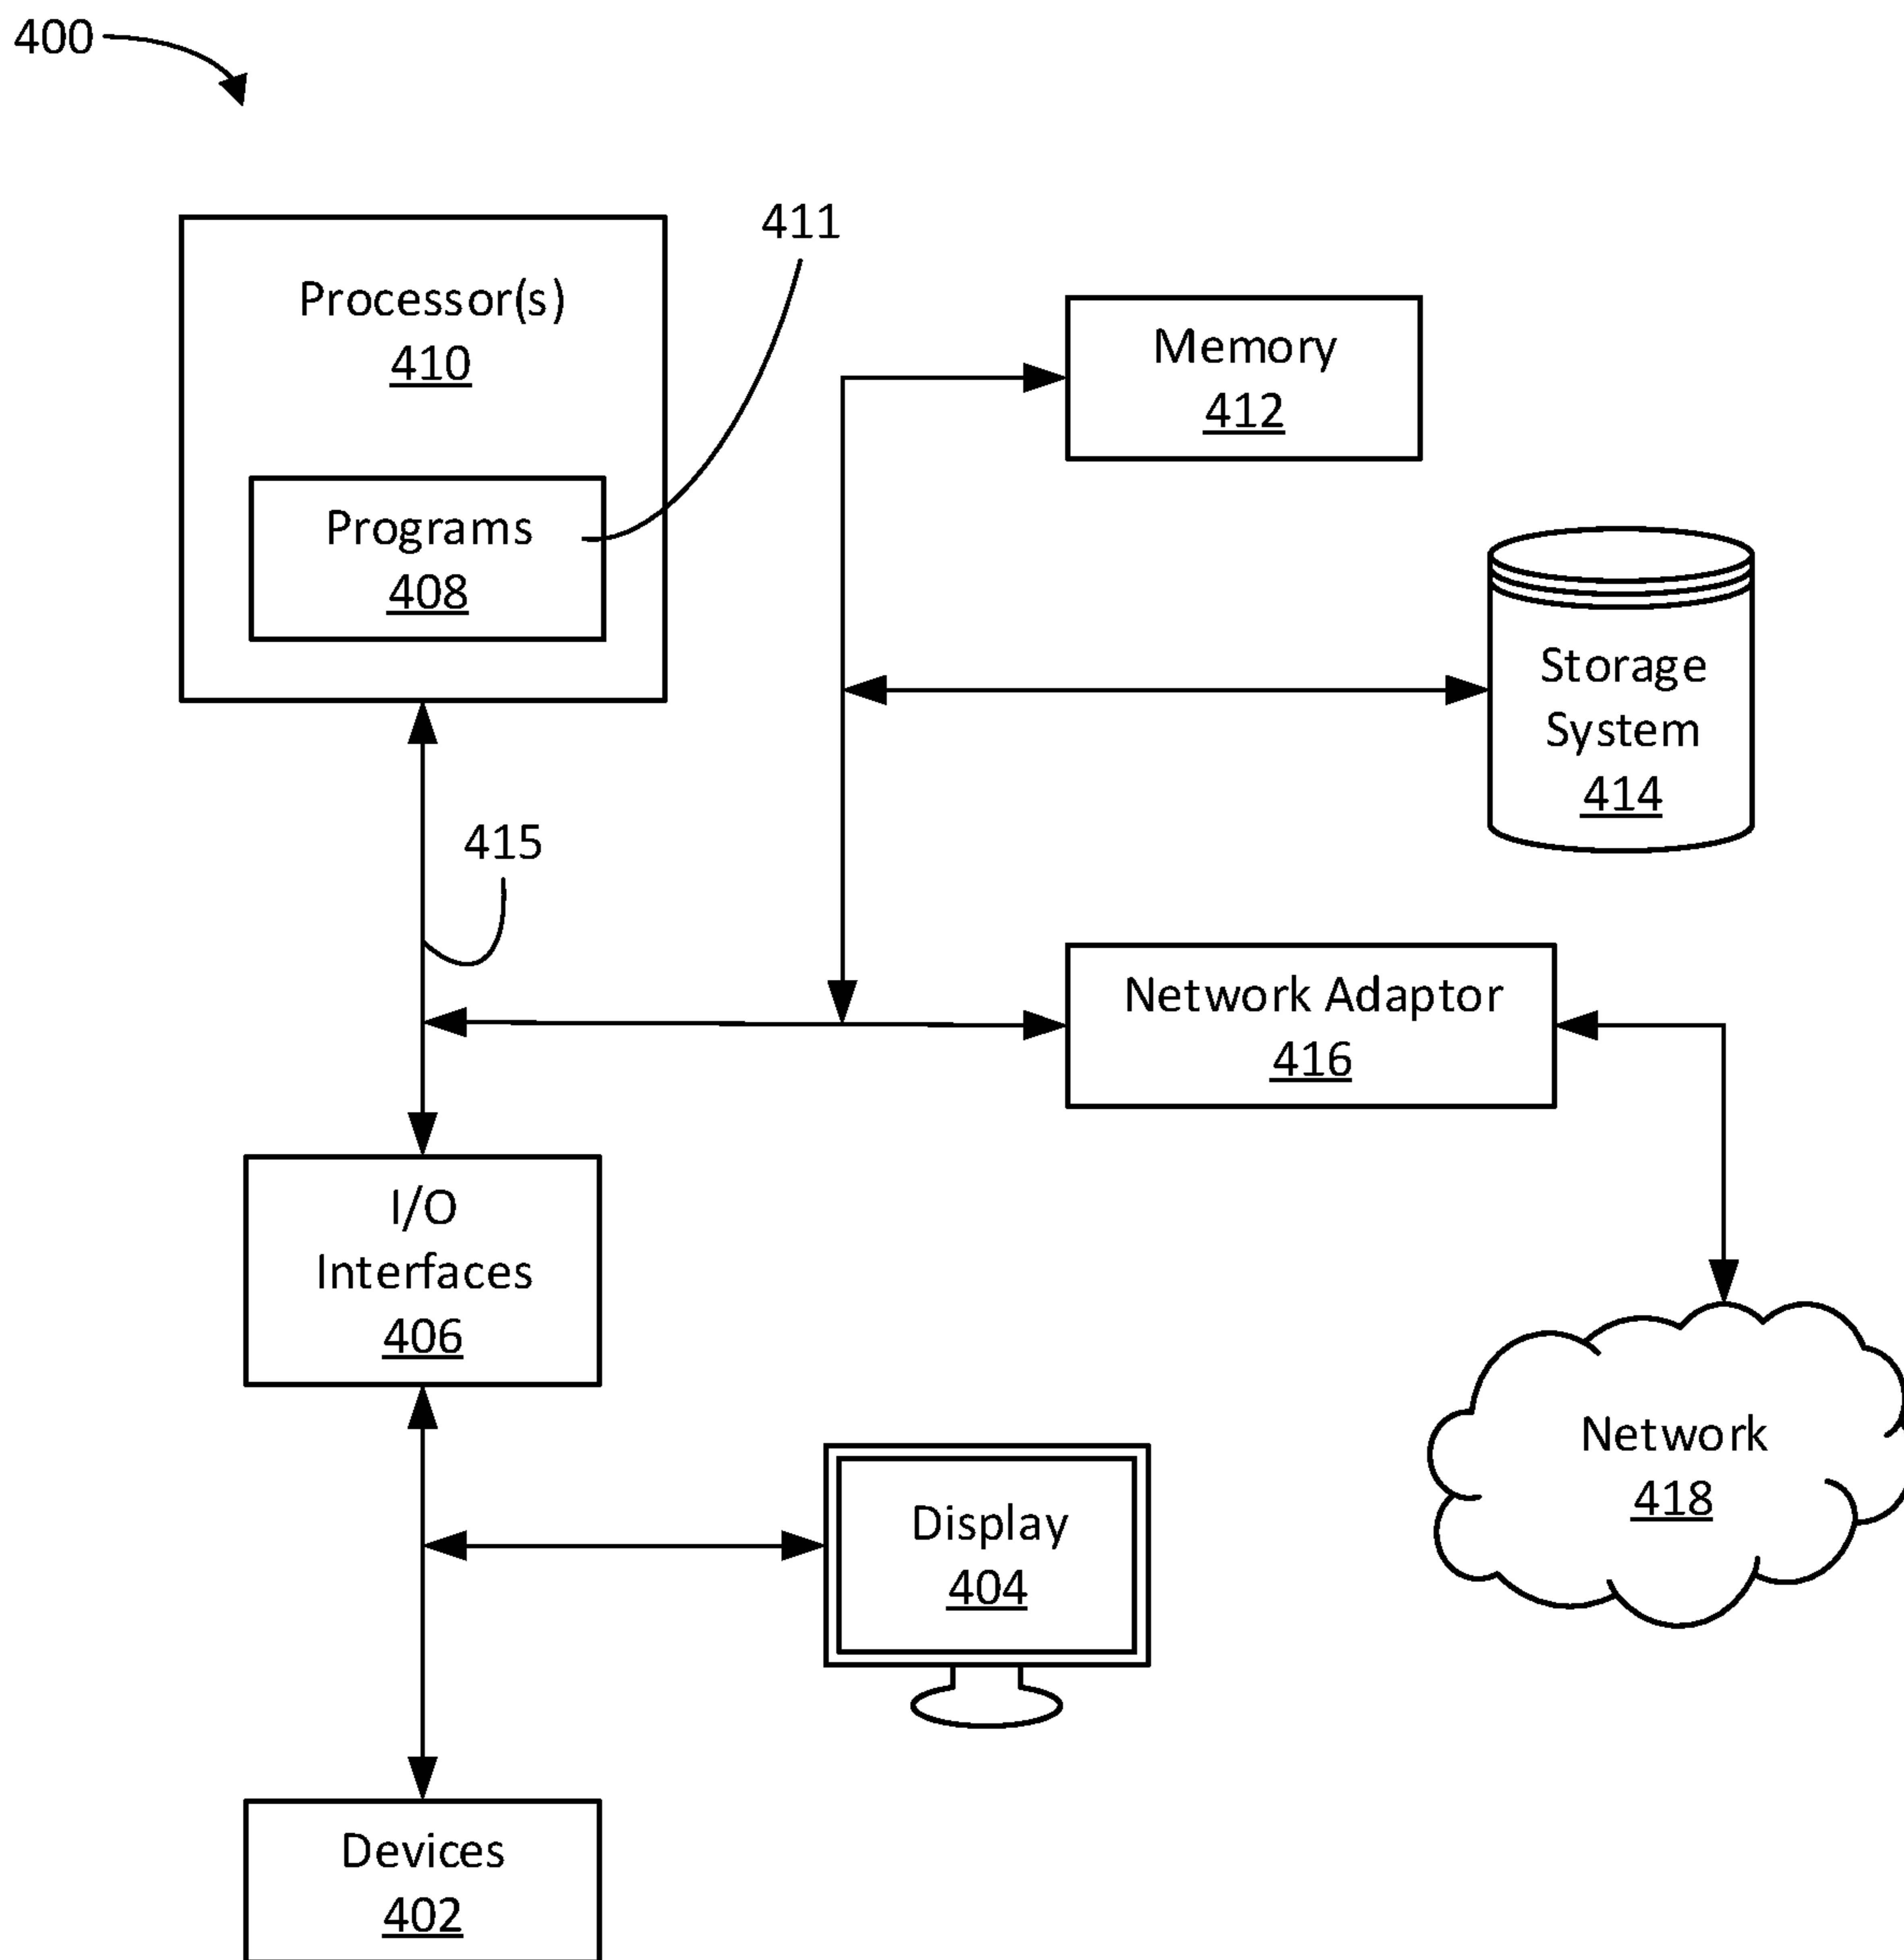 400
411
Processor(s)
410
Memory
412
Programs
408
Storage
System
414
415
Network Adaptor
416
I/O
Interfaces
406
Network
418
Display
404
Devices
402